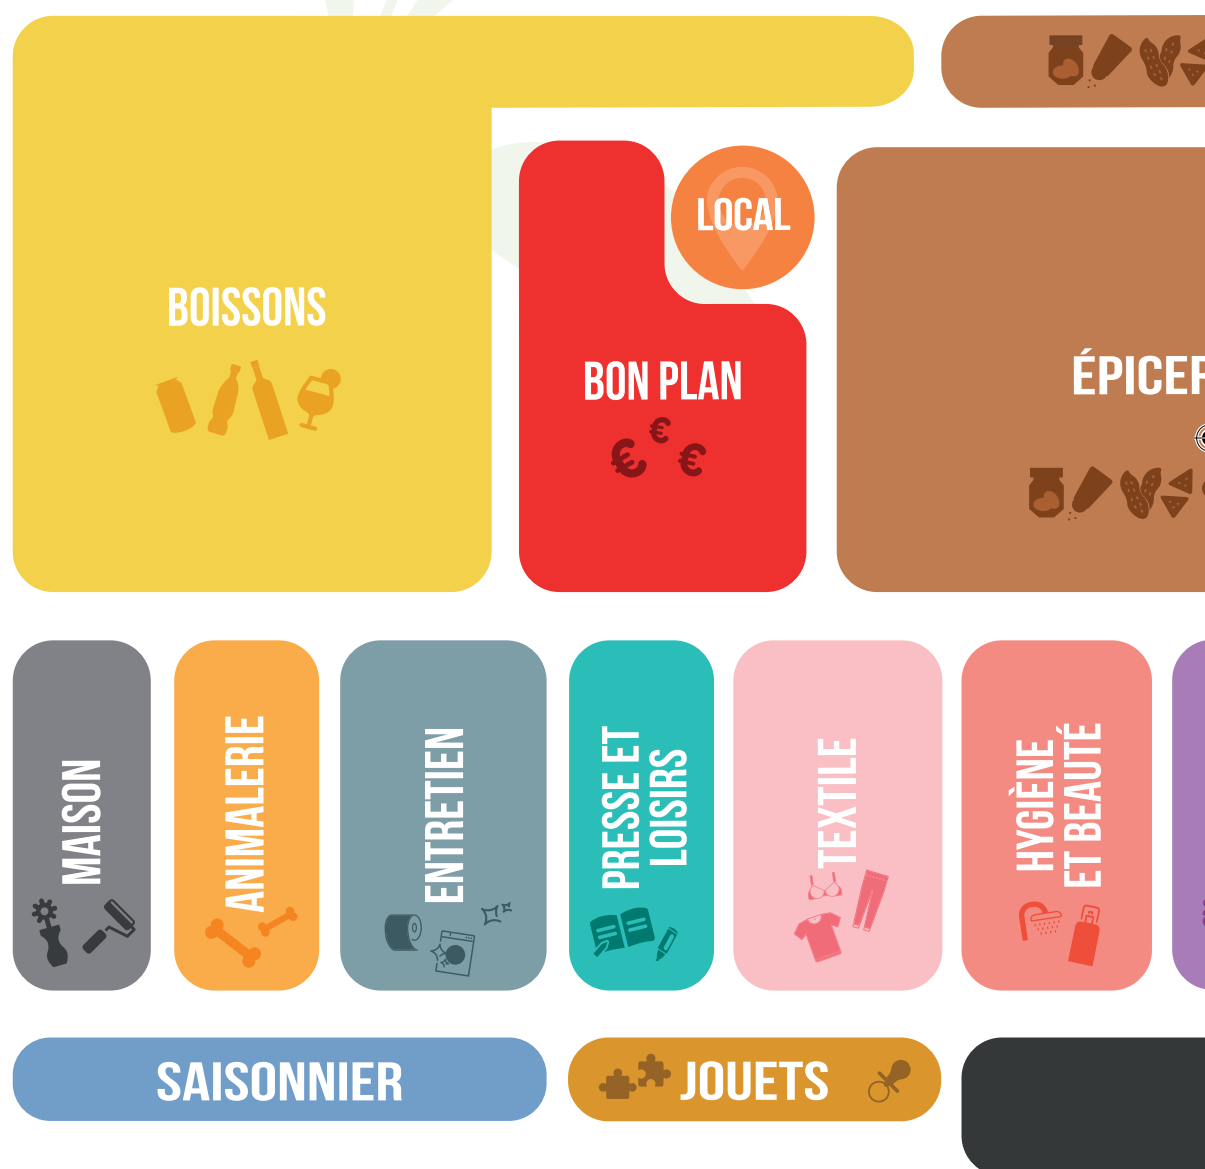 LOCAL
BOISSONS
BON PLAN
€ € €
MAISON
ANIMALERIE
ENTRETIEN
PRESSE ET
LOISIRS
TEXTILE
HYGIÈNE
ET BEAUTÉ
SAISONNIER
JOUETS